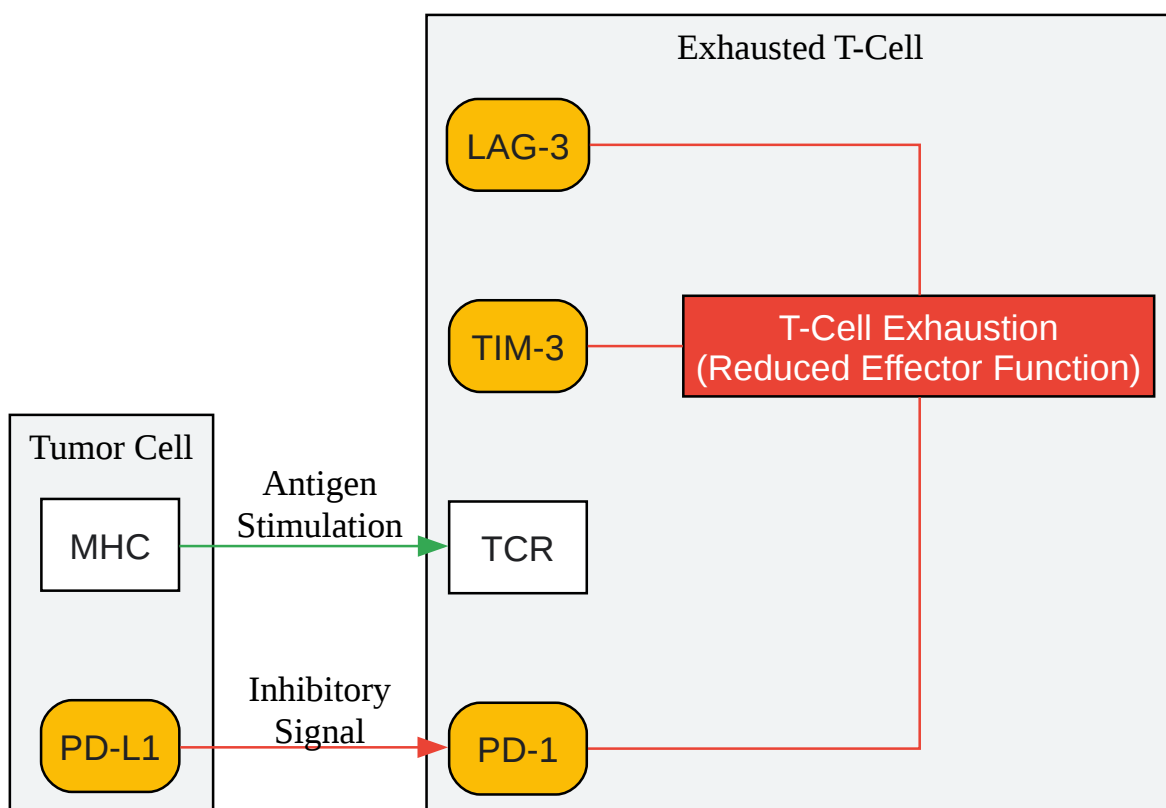 Exhausted T-Cell
LAG-3
TIM-3
T-Cell Exhaustion
(Reduced Effector Function)
Tumor Cell
MHC
Antigen
Stimulation
TCR
PD-L1
Inhibitory
Signal
PD-1